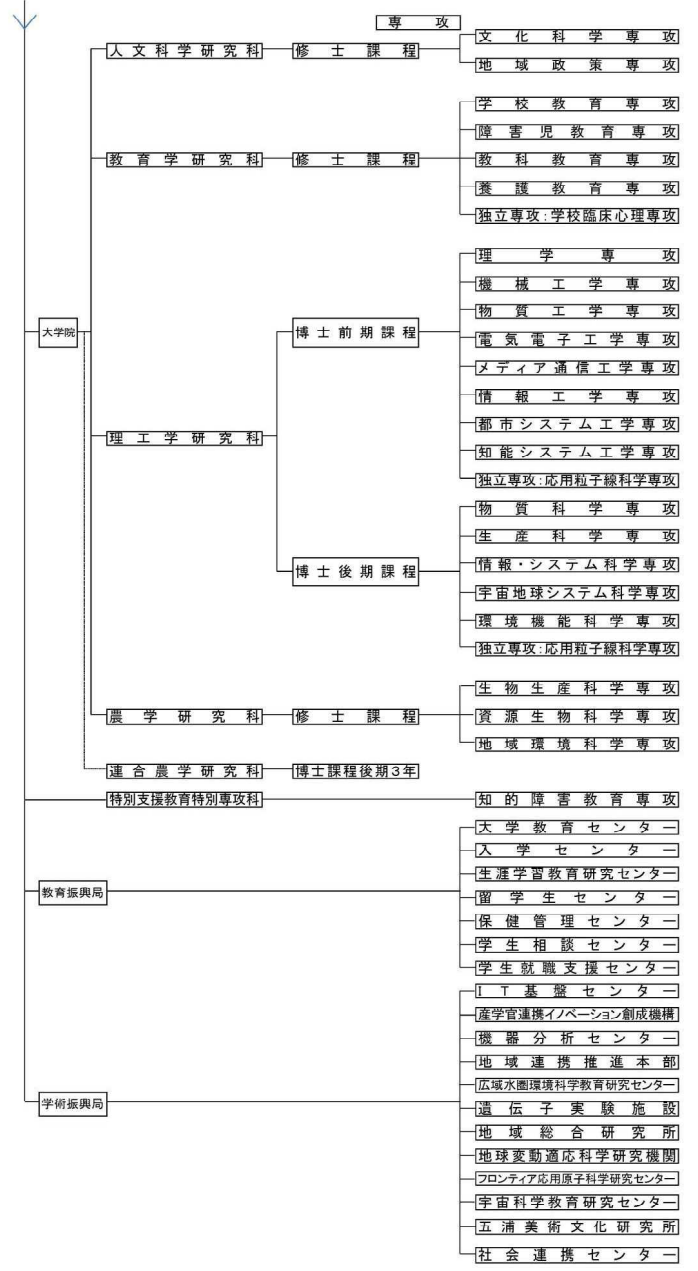 専攻
人文科学研究科
修士課程
文化科学専攻
地域政策専攻
教育学研究科
修士課程
学校教育専攻
障害児教育専攻
教科教育専攻
養護教育専攻
独立専攻:学校臨床心理専攻
大学院
理工学研究科
博士前期課程
理学専攻
機械工学専攻
物質工学専攻
電気電子工学専攻
メディア通信工学専攻
情報工学専攻
都市システム工学専攻
知能システム工学専攻
独立専攻:応用粒子線科学専攻
博士後期課程
物質科学専攻
生産科学専攻
情報・システム科学専攻
宇宙地球システム科学専攻
環境機能科学専攻
独立専攻:応用粒子線科学専攻
農学研究科
修士課程
生物生産科学専攻
資源生物科学専攻
地域環境科学専攻
連合農学研究科
博士課程後期3年
特別支援教育特別専攻科
知的障害教育専攻
教育振興局
大学教育センター
入学センター
生涯学習教育研究センター
留学生センター
保健管理センター
学生相談センター
学生就職支援センター
学術振興局
IT基盤センター
産学官連携イノベーション創成機構
機器分析センター
地域連携推進本部
広域水圏環境科学教育研究センター
遺伝子実験施設
地域総合研究所
地球変動適応科学研究機関
フロンティア応用原子科学研究センター
宇宙科学教育研究センター
五浦美術文化研究所
社会連携センター